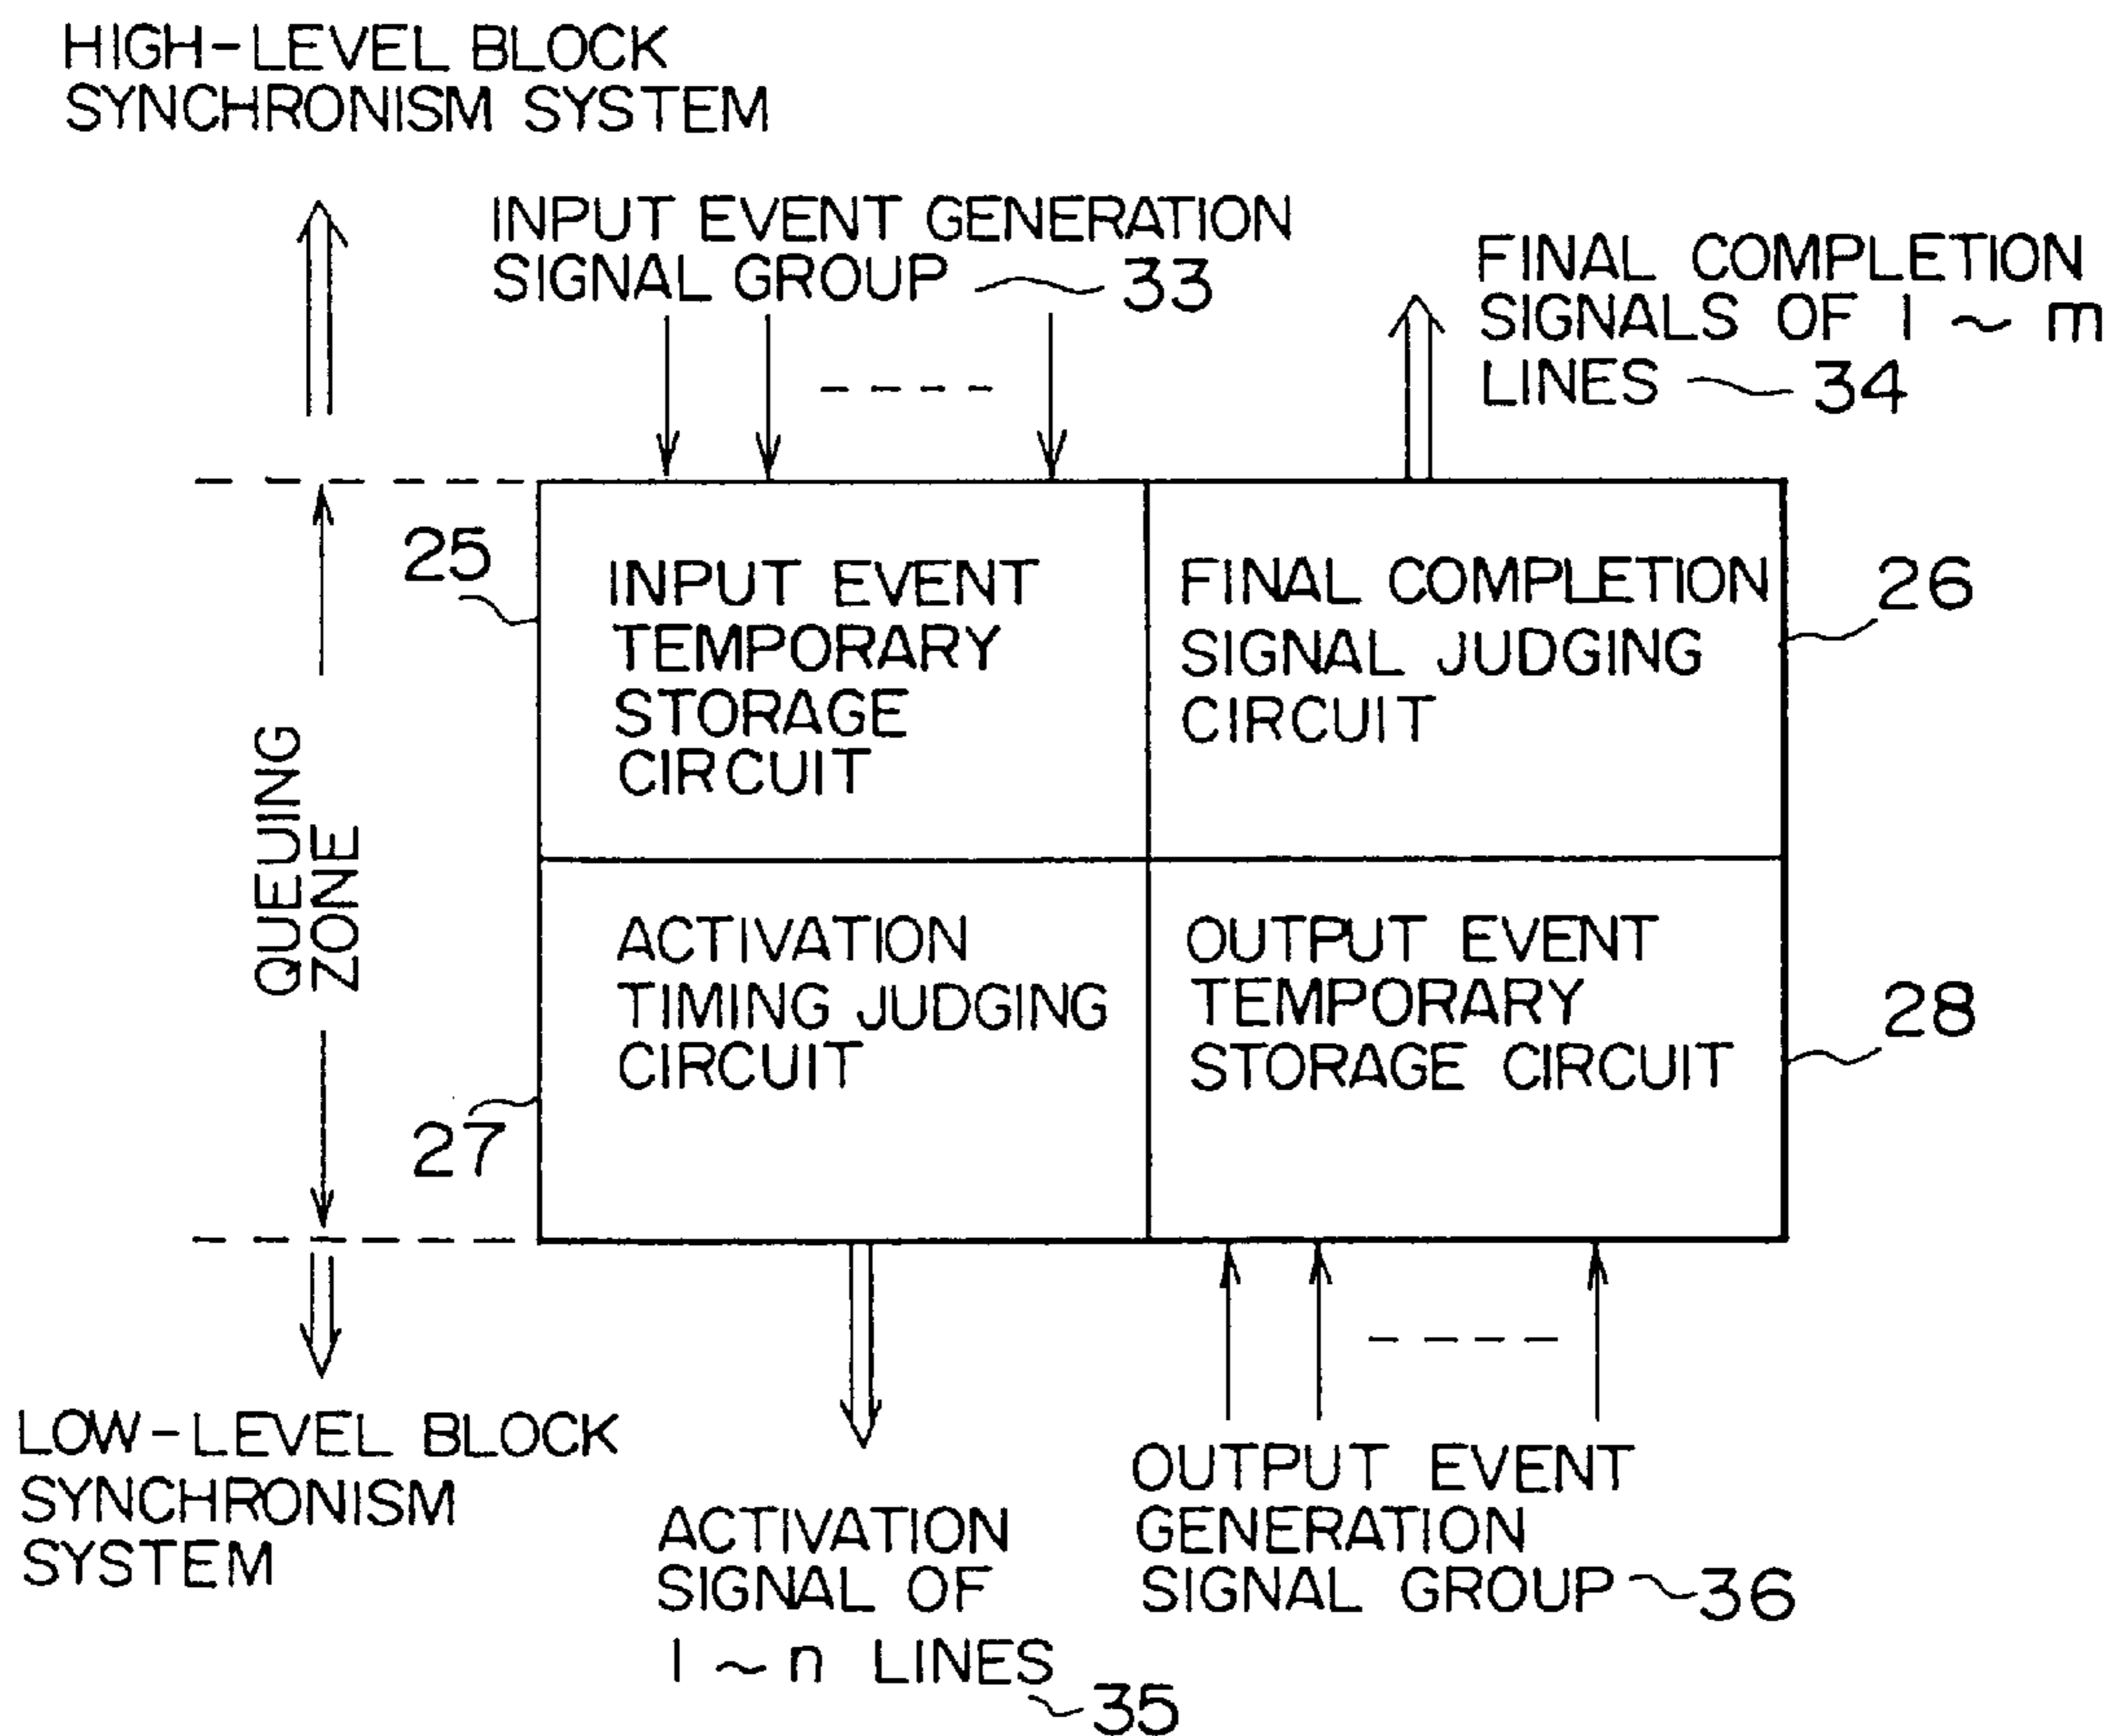 HIGH-LEVEL BLOCK
SYNCHRONISM SYSTEM
INPUT EVENT GENERATION
SIGNAL GROUP 33
FINAL COMPLETION
SIGNALS OF 1 ~ m
LINES 34
25
INPUT EVENT
TEMPORARY
STORAGE
CIRCUIT
FINAL COMPLETION
SIGNAL JUDGING
CIRCUIT
26
QUEUING
ZONE
ACTIVATION
TIMING JUDGING
CIRCUIT
27
OUTPUT EVENT
TEMPORARY
STORAGE CIRCUIT
28
LOW-LEVEL BLOCK
SYNCHRONISM
SYSTEM
ACTIVATION
SIGNAL OF
1 ~ n LINES
35
OUTPUT EVENT
GENERATION
SIGNAL GROUP 36